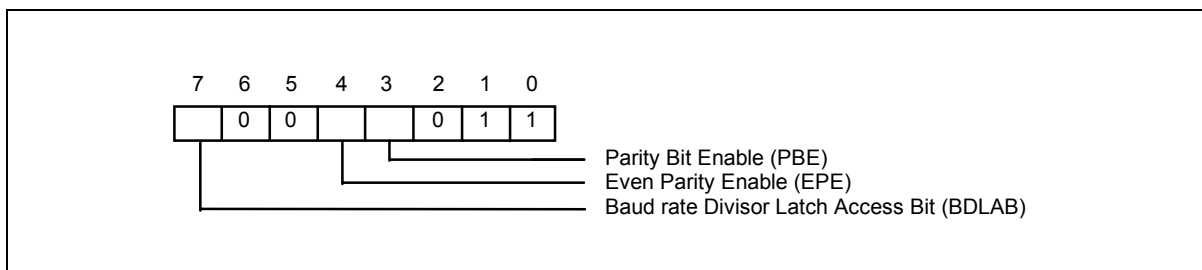 7 6 5 4 3 2 1 0
0 0 0 1 1
Parity Bit Enable (PBE)
Even Parity Enable (EPE)
Baud rate Divisor Latch Access Bit (BDLAB)